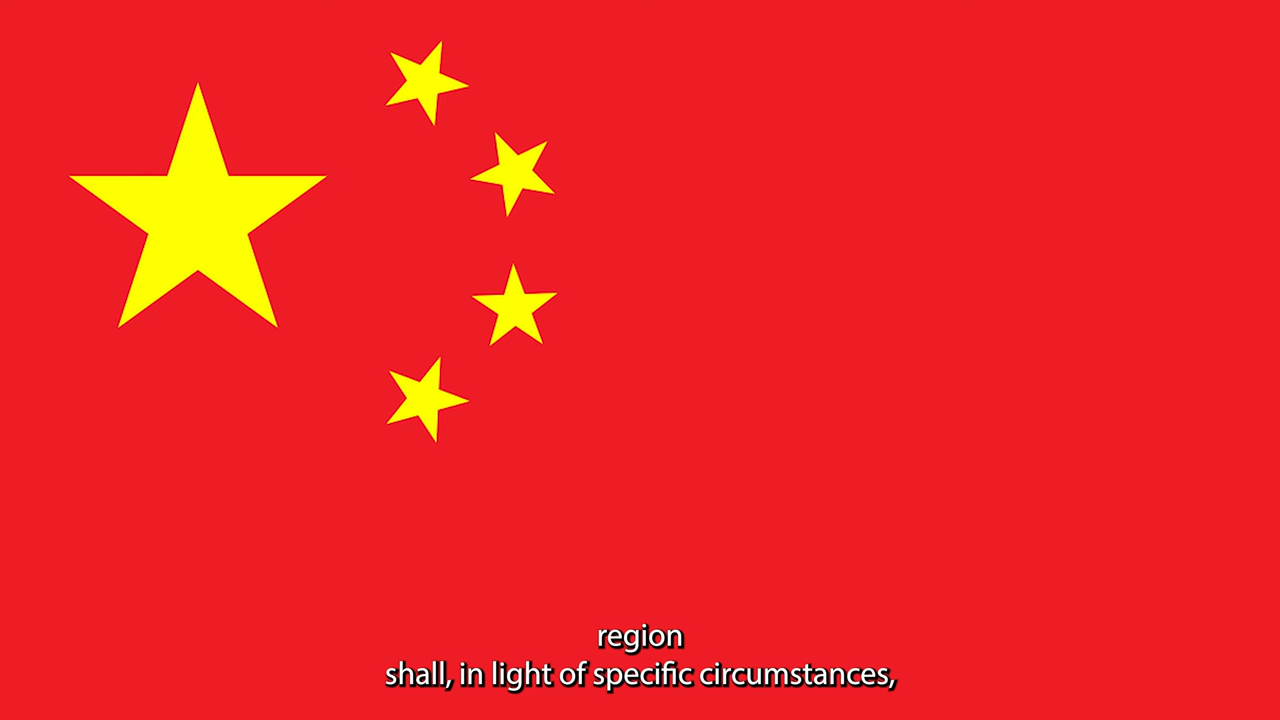 region
shall, in light of specific circumstances,